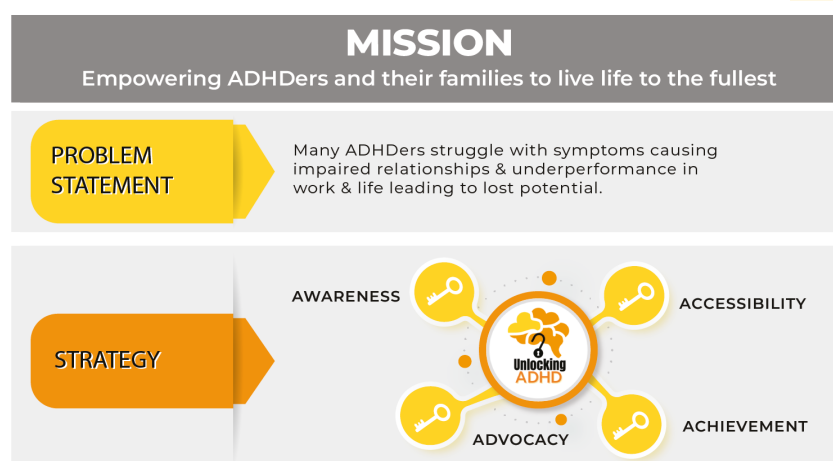 MISSION
Empowering ADHDers and their families to live life to the fullest
PROBLEM
STATEMENT
Many ADHDers struggle with symptoms causing
impaired relationships & underperformance in
work & life leading to lost potential.
STRATEGY
AWARENESS
ACCESSIBILITY
Unlocking
ADHD
ADVOCACY
ACHIEVEMENT